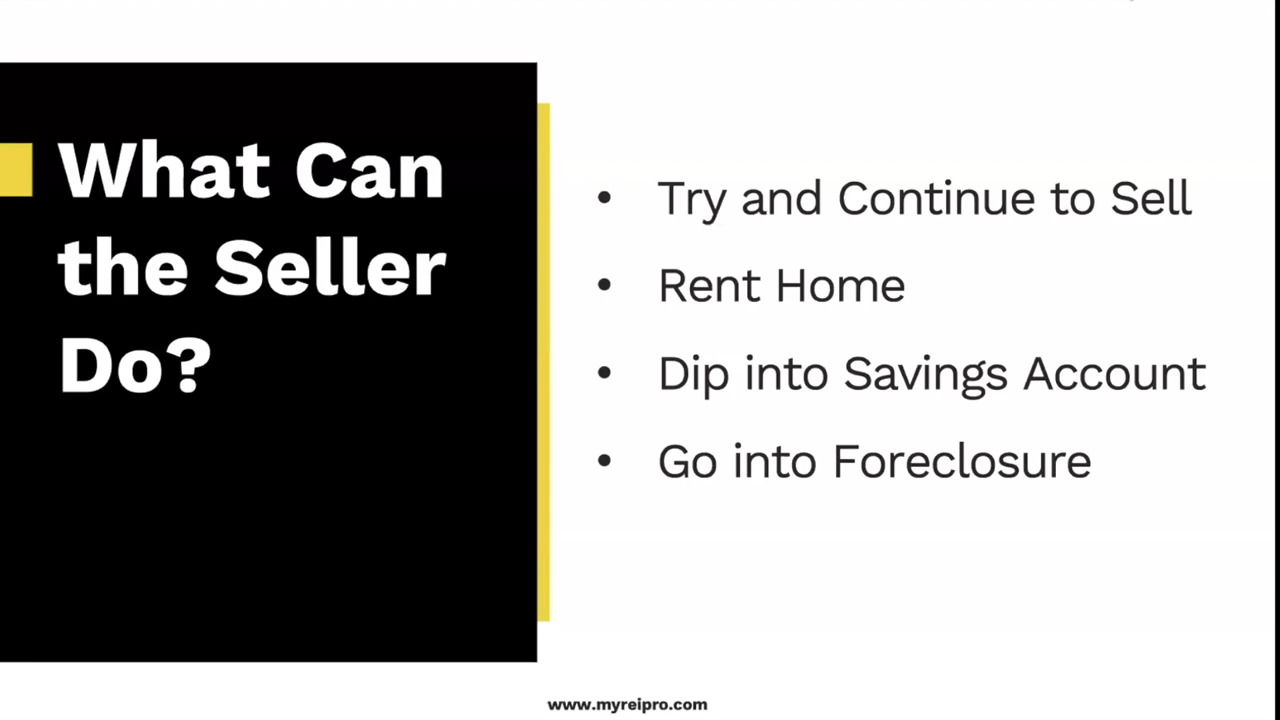 What Can
the Seller
Do?
• Try and Continue to Sell
• Rent Home
• Dip into Savings Account
• Go into Foreclosure
www.myreipro.com